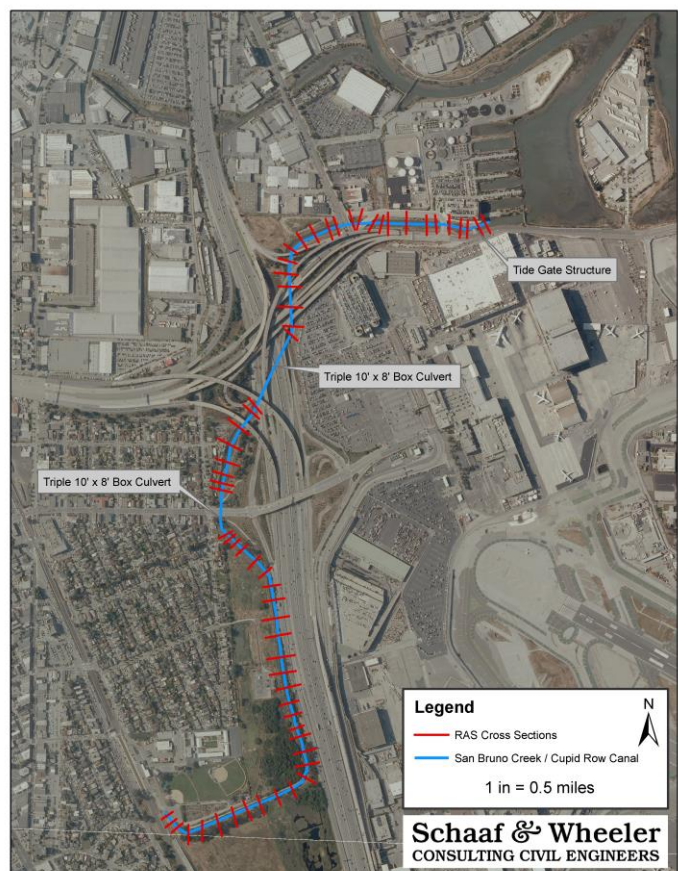 Tide Gate Structure
Triple 10' x 8' Box Culvert
Triple 10' x 8' Box Culvert
Legend
N
RAS Cross Sections
San Bruno Creek / Cupid Row Canal
1 in = 0.5 miles
Schaaf & Wheeler
CONSULTING CIVIL ENGINEERS